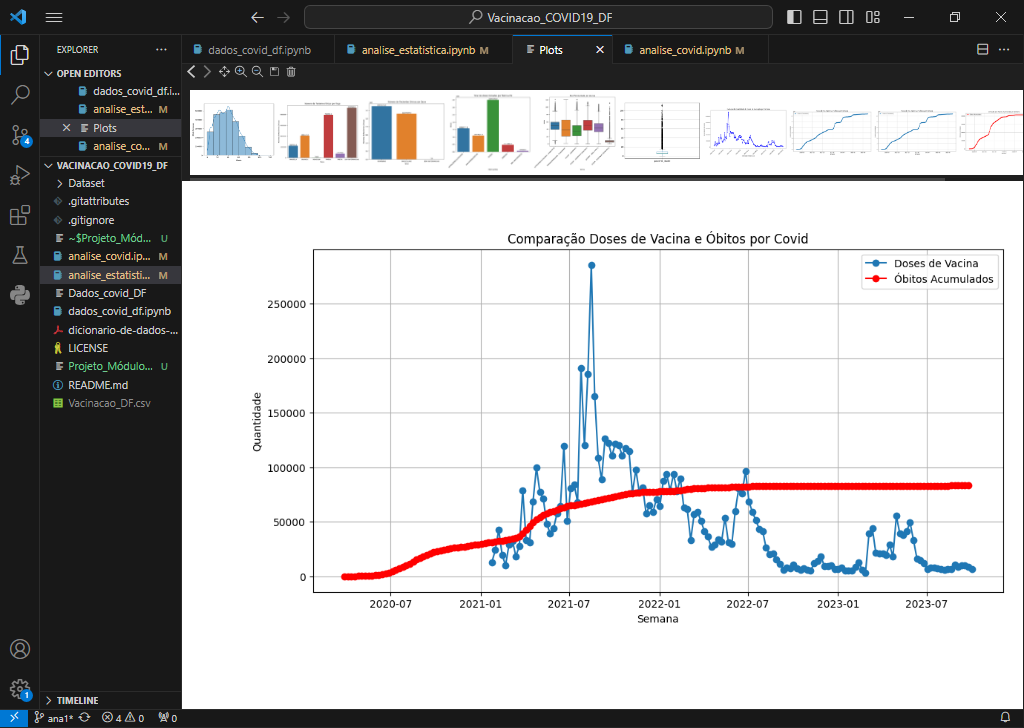 Vacinacao_COVID19_DF
EXPLORER
dados_covid_df.ipynb
analise_estatistica.ipynb M
Plots
analise_covid.ipynb M
OPEN EDITORS
dados_covid_df.i...
analise_est... M
Plots
analise_co... M
VACINACAO_COVID19_DF
Dataset
.gitattributes
.gitignore
~$Projeto_Mód... U
analise_covid.ip... M
analise_estatisti... M
Dados_covid_DF
dados_covid_df.ipynb
dicionario-de-dados-...
LICENSE
Projeto_Módulo... U
README.md
Vacinacao_DF.csv
Comparação Doses de Vacina e Óbitos por Covid
Doses de Vacina
Óbitos Acumulados
Quantidade
250000
200000
150000
100000
50000
0
2020-07 2021-01 2021-07 2022-01 2022-07 2023-01 2023-07
Semana
4
1
TIMELINE
ana1* 4 0 0